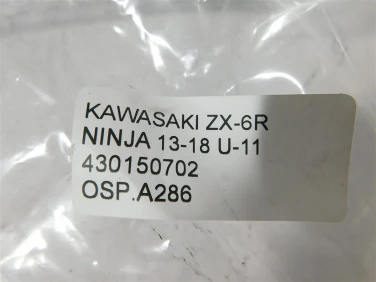 KAWASAKI ZX-6R
NINJA 13-18 U-11
430150702
OSP.A286